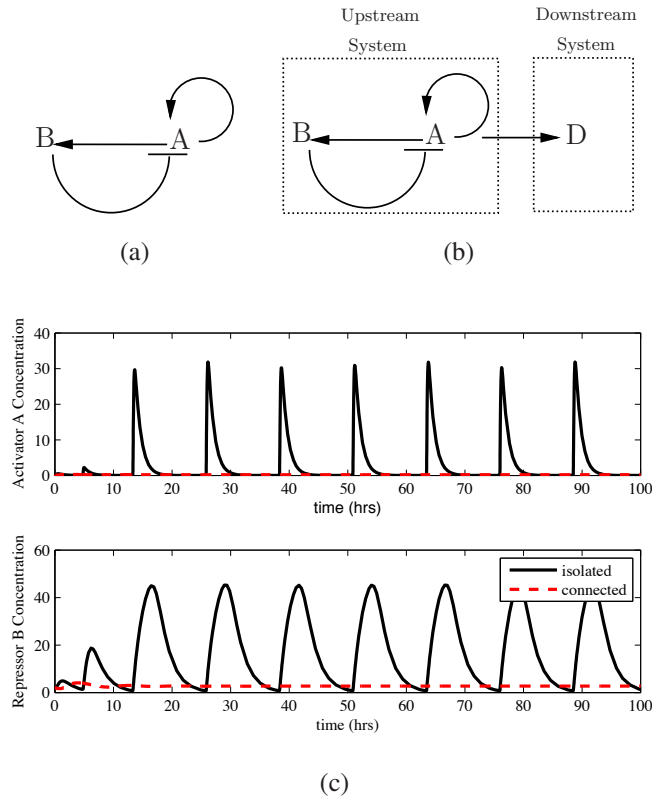 Upstream System
Downstream System
B A
B A D
(a)
(b)
Activator A Concentration
40
30
20
10
0
0 10 20 30 40 50 60 70 80 90 100
time (hrs)
Repressor B Concentration
60
40
20
0
isolated
connected
0 10 20 30 40 50 60 70 80 90 100
time (hrs)
(c)